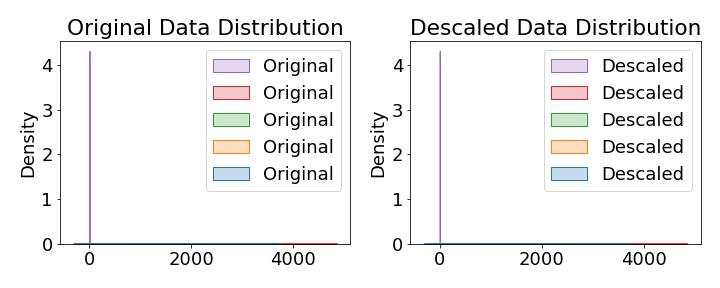 Original Data Distribution
Density
4
3
2
1
0
0 2000 4000
Original
Original
Original
Original
Original
Descaled Data Distribution
Density
4
3
2
1
0
0 2000 4000
Descaled
Descaled
Descaled
Descaled
Descaled